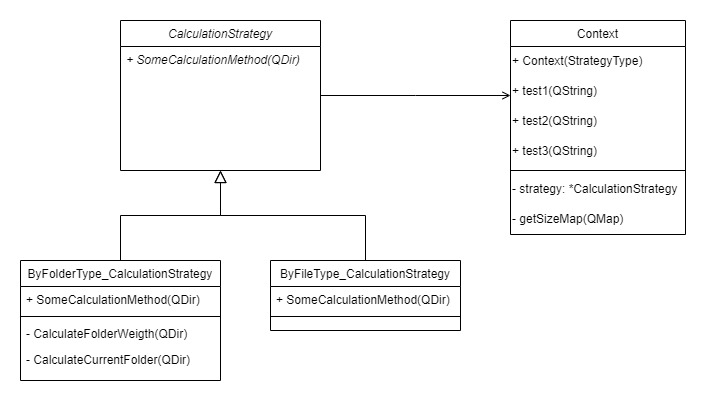 CalculationStrategy
+ SomeCalculationMethod(QDir)
Context
+ Context(StrategyType)
+ test1(QString)
+ test2(QString)
+ test3(QString)
- strategy: *CalculationStrategy
- getSizeMap(QMap)
ByFolderType_CalculationStrategy
+ SomeCalculationMethod(QDir)
- CalculateFolderWeigth(QDir)
- CalculateCurrentFolder(QDir)
ByFileType_CalculationStrategy
+ SomeCalculationMethod(QDir)